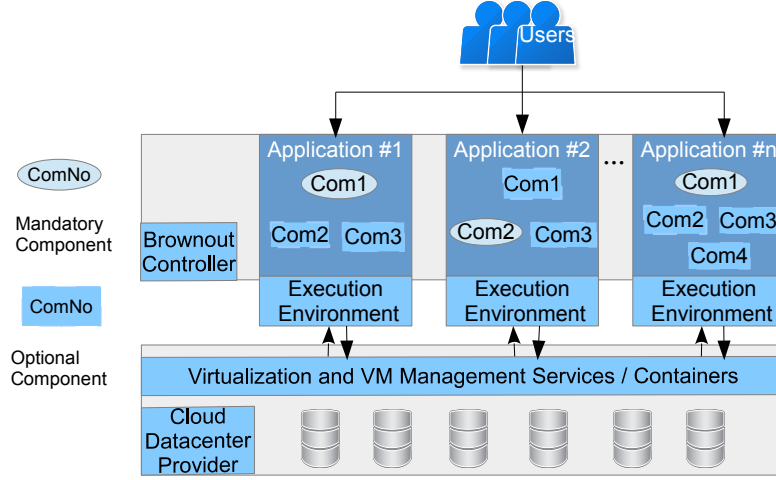 Users
Application #1
Application #2
...
Application #n
ComNo
Com1
Com1
Com1
Mandatory
Component
Com2
Com3
Com2
Com3
Com2
Com3
Com4
Brownout
Controller
Execution
Environment
Execution
Environment
Execution
Environment
ComNo
Optional
Component
Virtualization and VM Management Services / Containers
Cloud
Datacenter
Provider